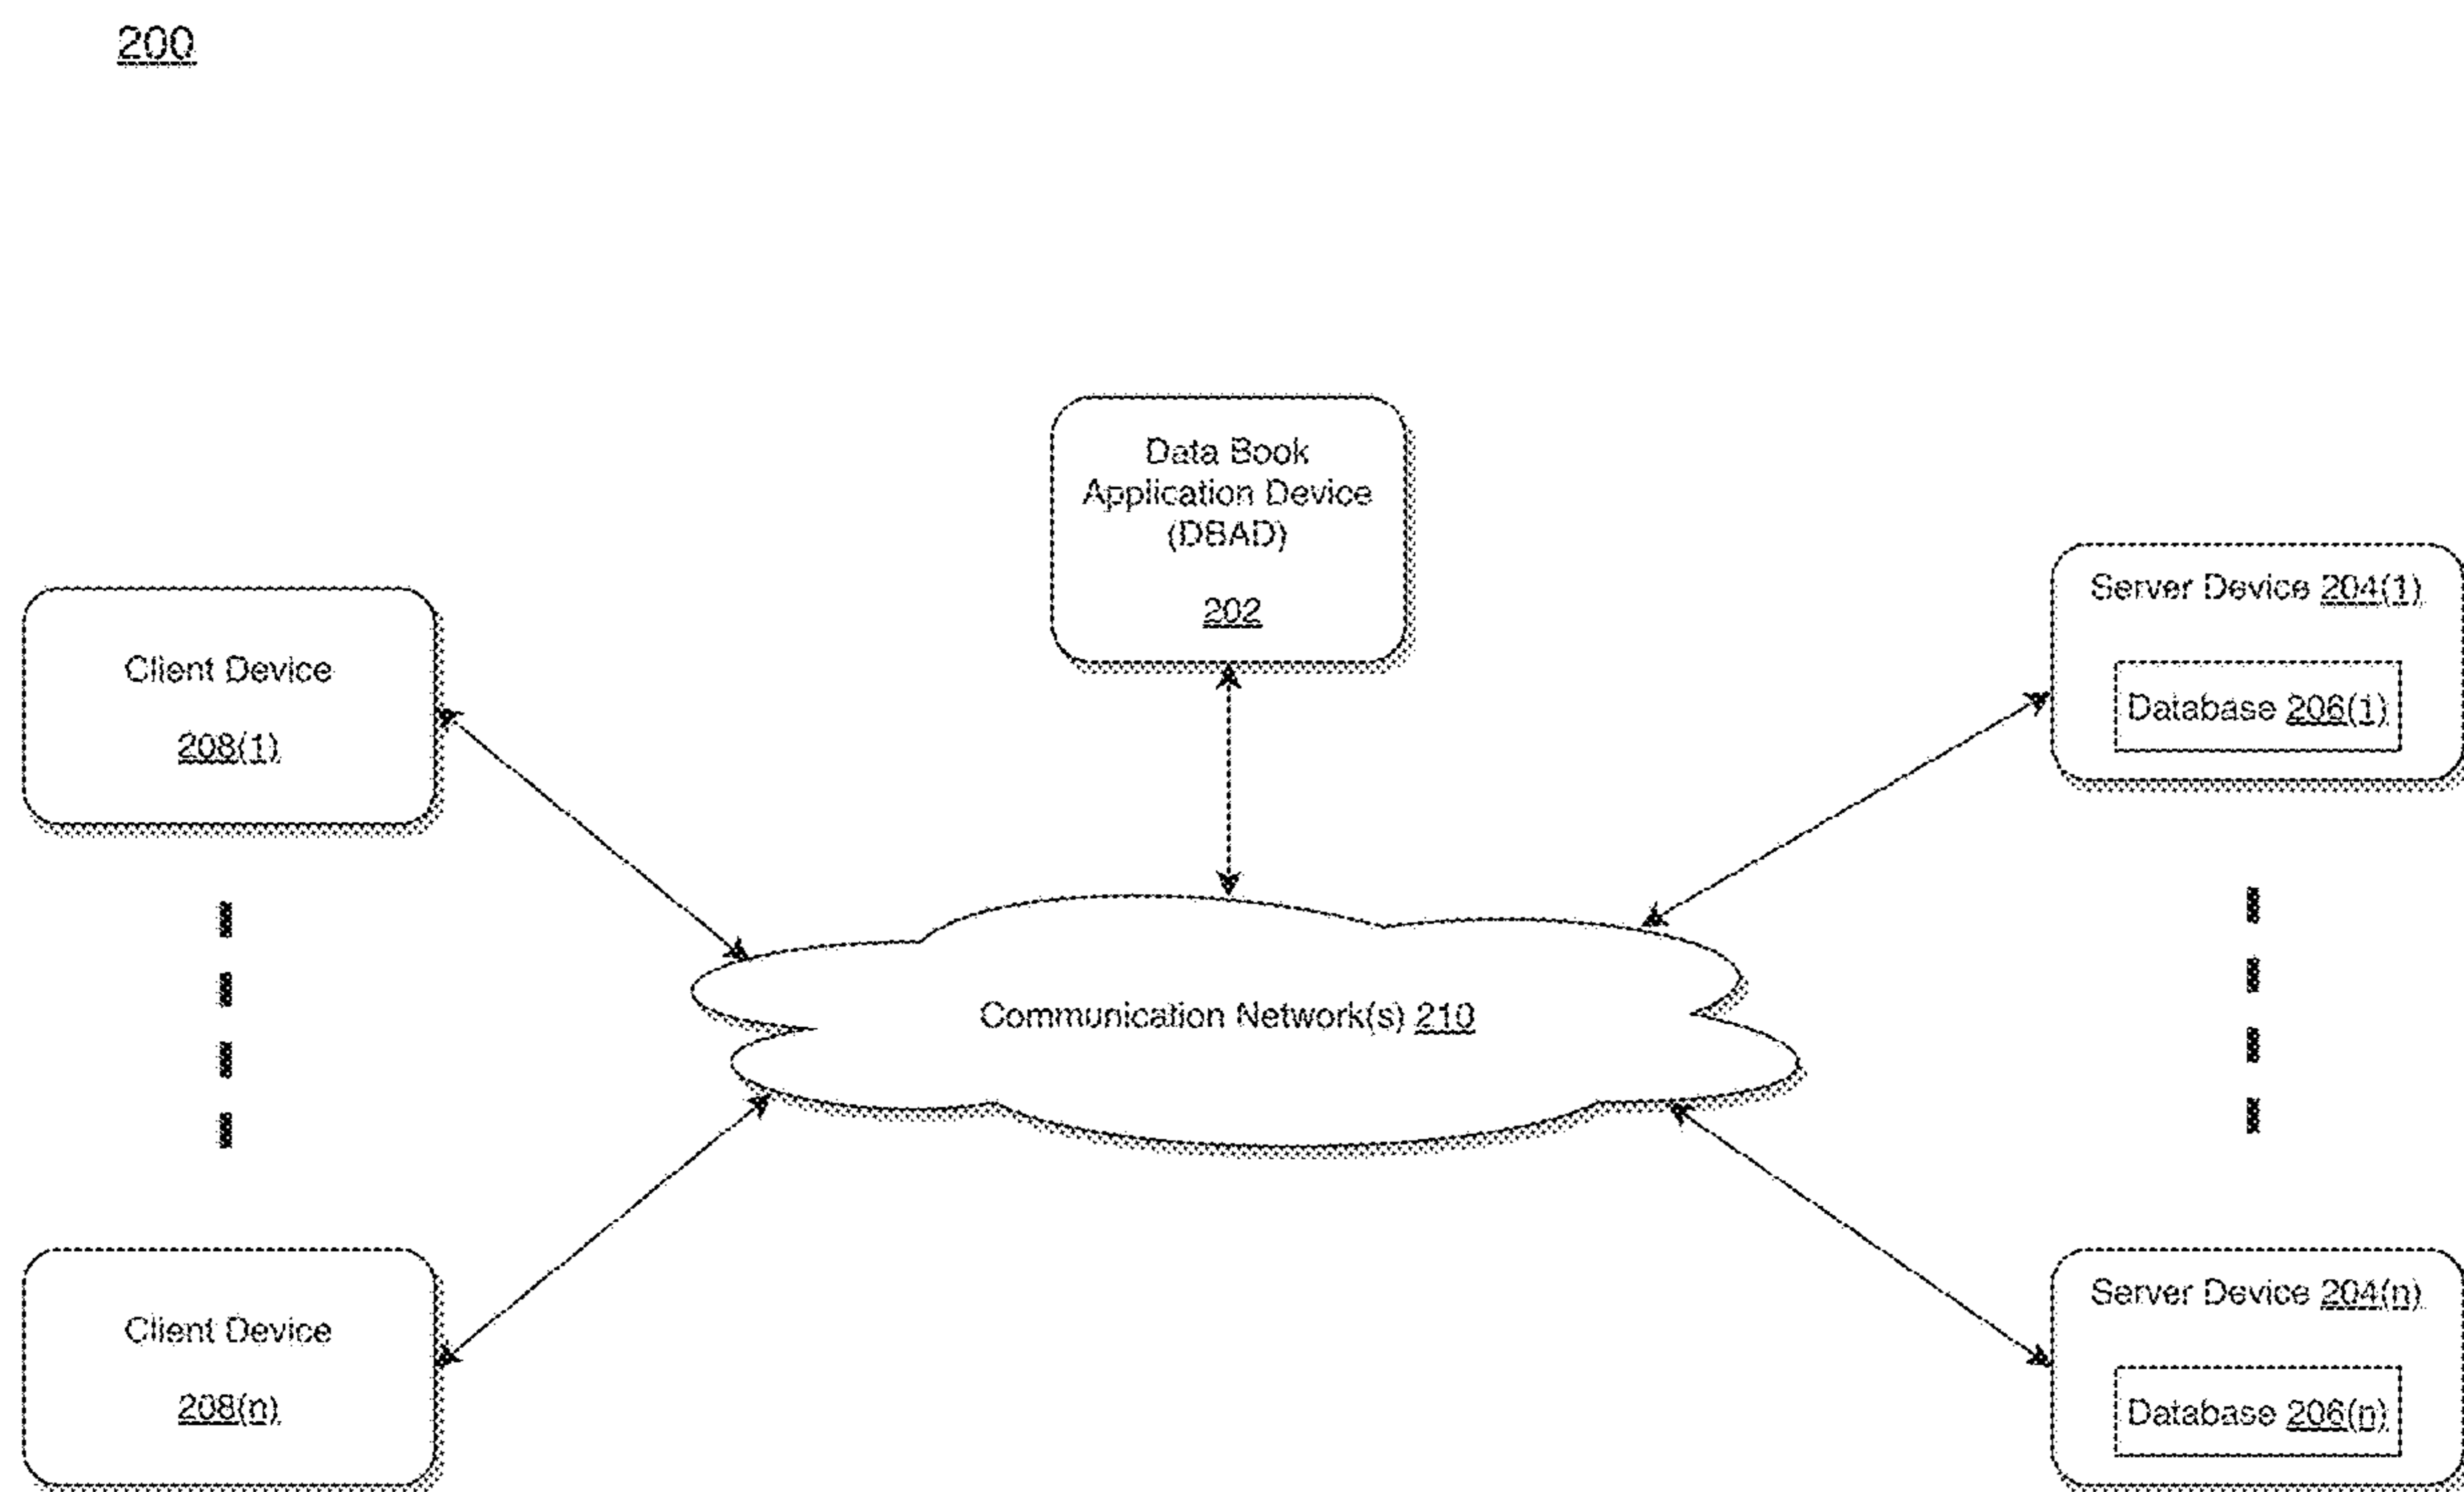 200
Data Book
Application Device
(DBAD)
202
Client Device
208(1)
Server Device 204(1)
Database 206(1)
Communication Network(s) 210
Client Device
208(n)
Server Device 204(n)
Database 206(n)